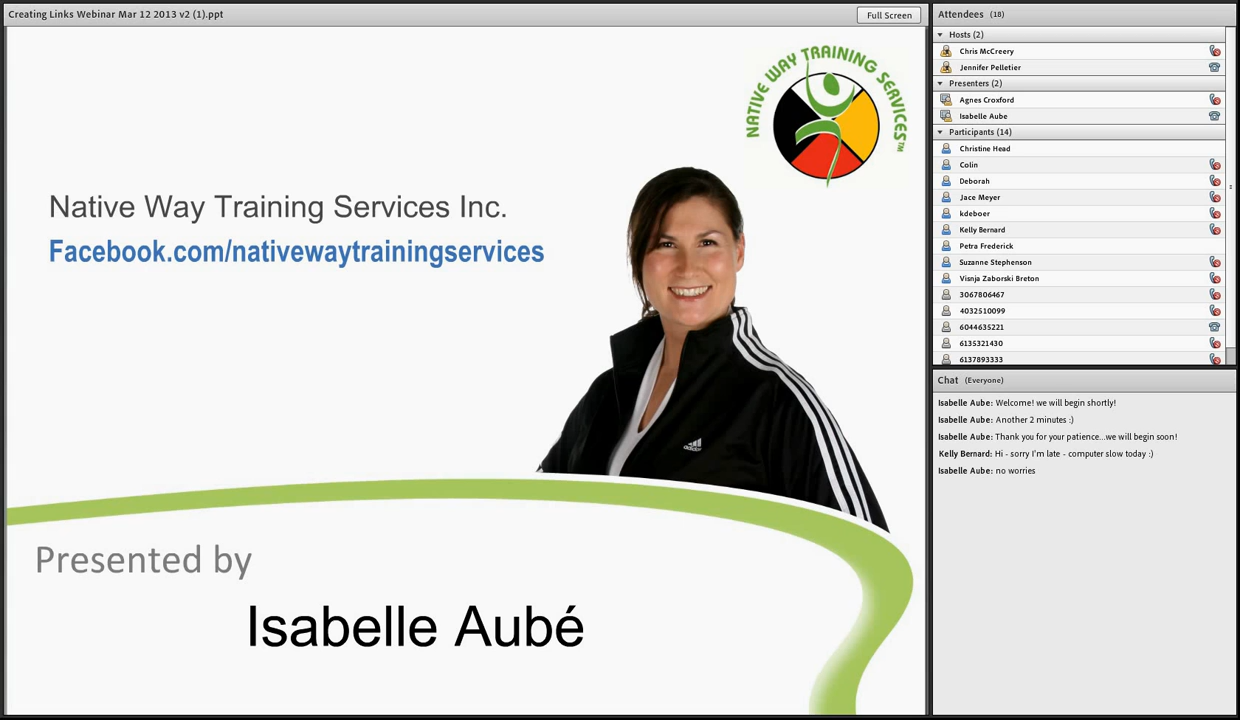 Creating Links Webinar Mar 12 2013 v2 (1).ppt
Full Screen
NATIVE WAY TRAINING SERVICES™
Native Way Training Services Inc.
Facebook.com/nativewaytrainingservices
adidas
Presented by
Isabelle Aubé
Attendees (18)
Hosts (2)
Chris McCreery
Jennifer Pelletier
Presenters (2)
Agnes Croxford
Isabelle Aube
Participants (14)
Christine Head
Colin
Deborah
Jace Meyer
kdeboer
Kelly Bernard
Petra Frederick
Suzanne Stephenson
Visnja Zaborski Breton
3067806467
4032510099
6044635221
6135321430
6137893333
Chat (Everyone)
Isabelle Aube: Welcome! we will begin shortly!
Isabelle Aube: Another 2 minutes :)
Isabelle Aube: Thank you for your patience...we will begin soon!
Kelly Bernard: Hi - sorry I'm late - computer slow today :)
Isabelle Aube: no worries